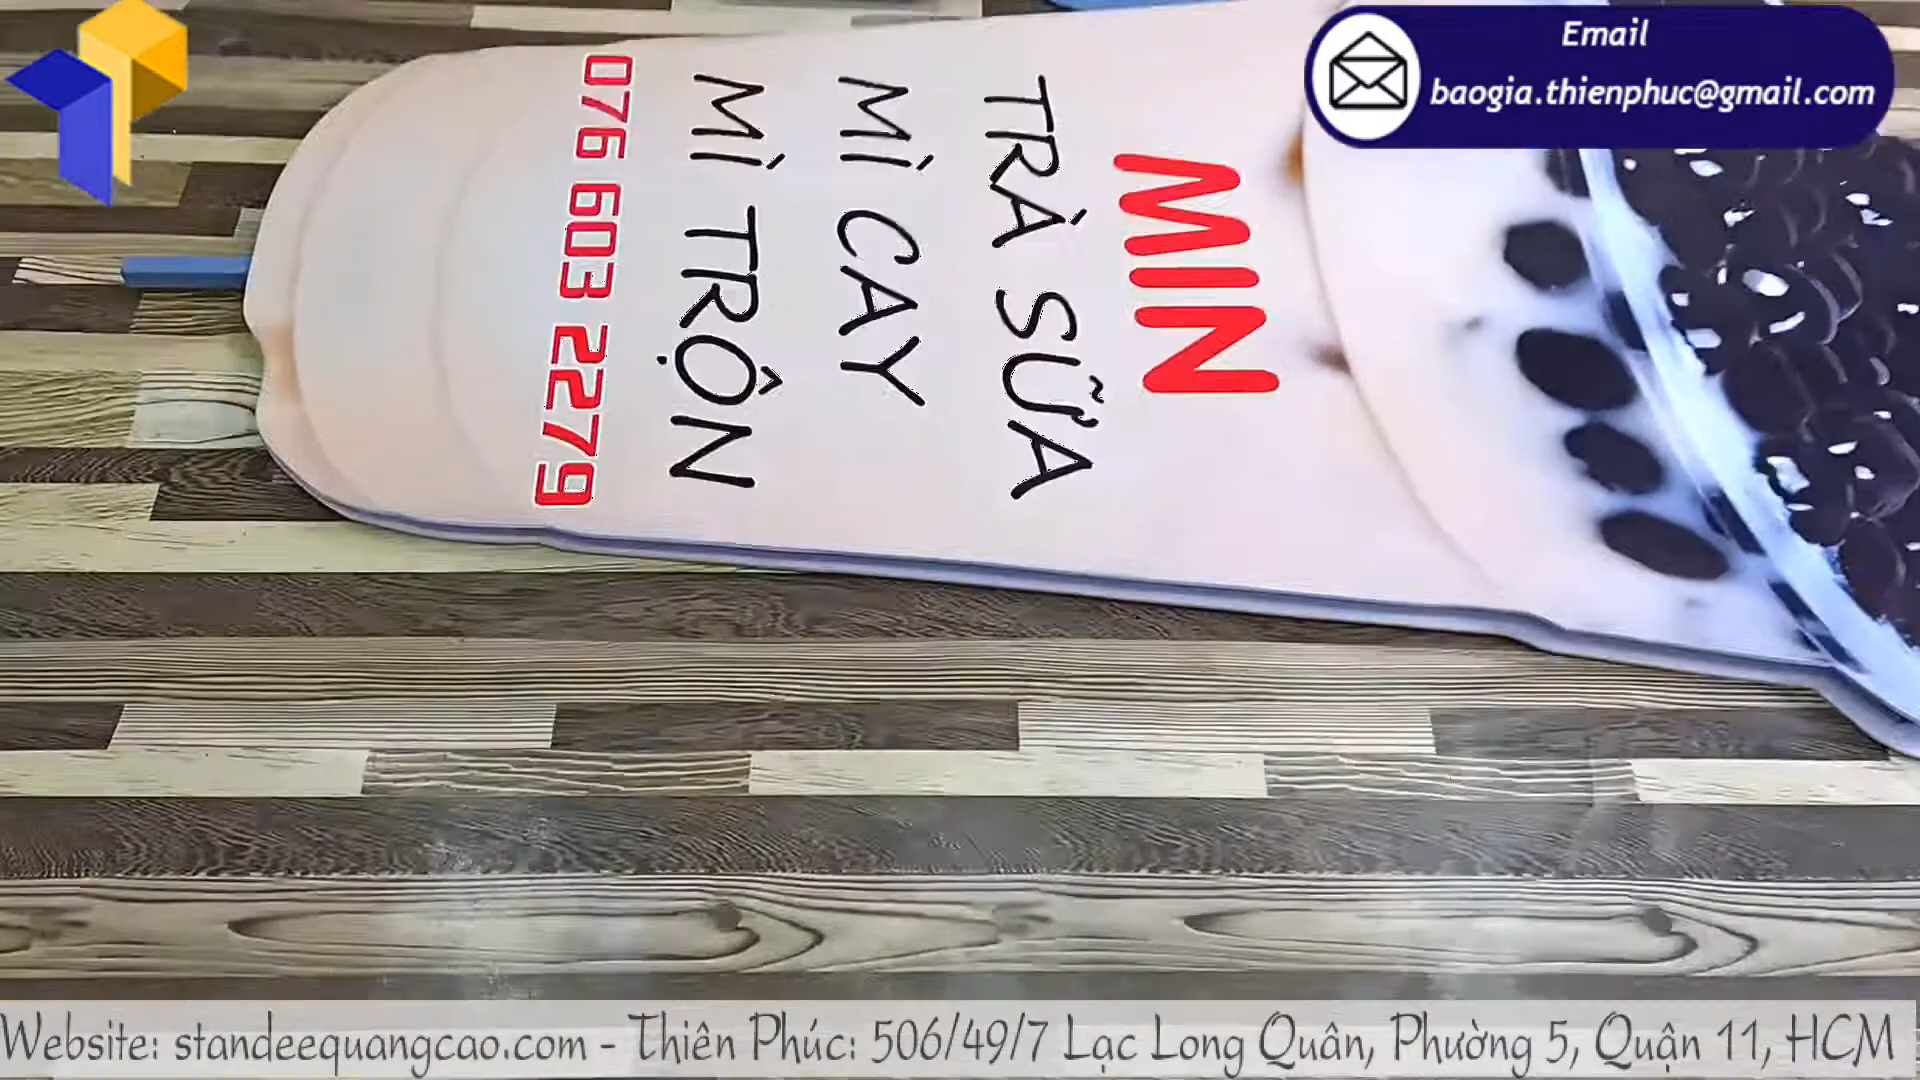 Email
baogia.thienphuc@gmail.com
MIN
TRÀ SỮA
MÌ CAY
MÌ TRỘN
076 603 2279
Website: standeequangcao.com - Thiên Phúc: 506/49/7 Lạc Long Quân, Phường 5, Quận 11, HCM